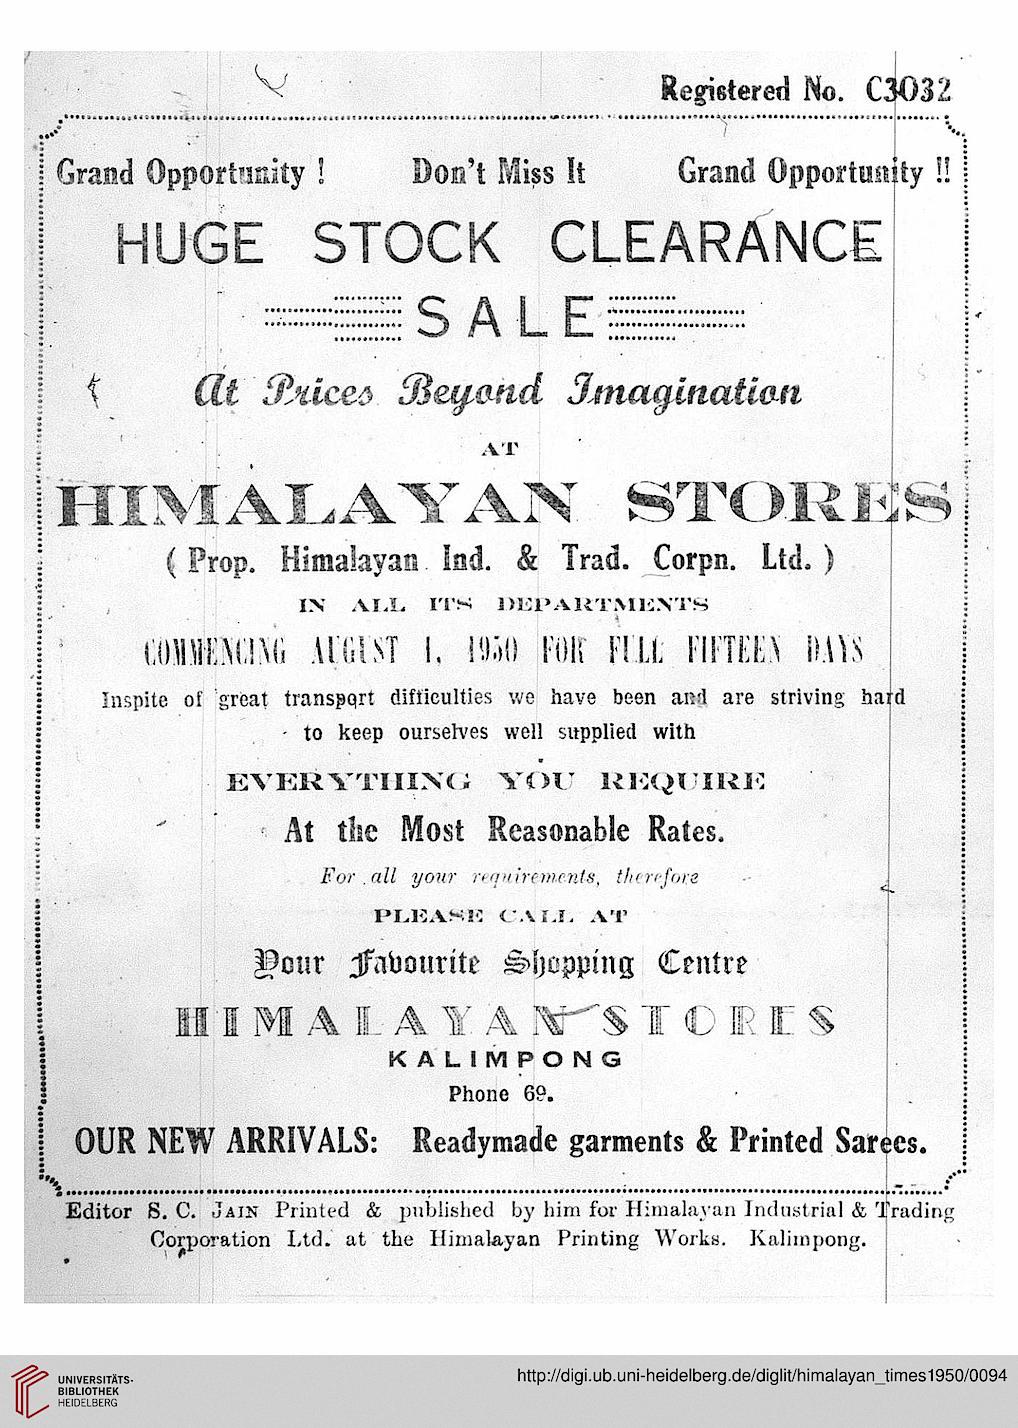 Registered No. C3032
Grand Opportunity ! Don't Miss It Grand Opportunity !!
HUGE STOCK CLEARANCE
SALE
At Prices Beyond Imagination
AT
HIMALAYAN STORES
( Prop. Himalayan Ind. & Trad. Corpn. Ltd. )
IN ALL ITS DEPARTMENTS
COMMENCING AUGUST 1, 1950 FOR FULL FIFTEEN DAYS
Inspite of great transport difficulties we have been and are striving hard
to keep ourselves well supplied with
EVERYTHING YOU REQUIRE
At the Most Reasonable Rates.
For all your requirements, therefore
PLEASE CALL AT
Your Favourite Shopping Centre
HIMALAYAN STORES
KALIMPONG
Phone 69.
OUR NEW ARRIVALS: Readymade garments & Printed Sarees.
Editor S. C. JAIN Printed & published by him for Himalayan Industrial & Trading
Corporation Ltd. at the Himalayan Printing Works. Kalimpong.
UNIVERSITÄTS-
BIBLIOTHEK
HEIDELBERG
http://digi.ub.uni-heidelberg.de/diglit/himalayan_times1950/0094